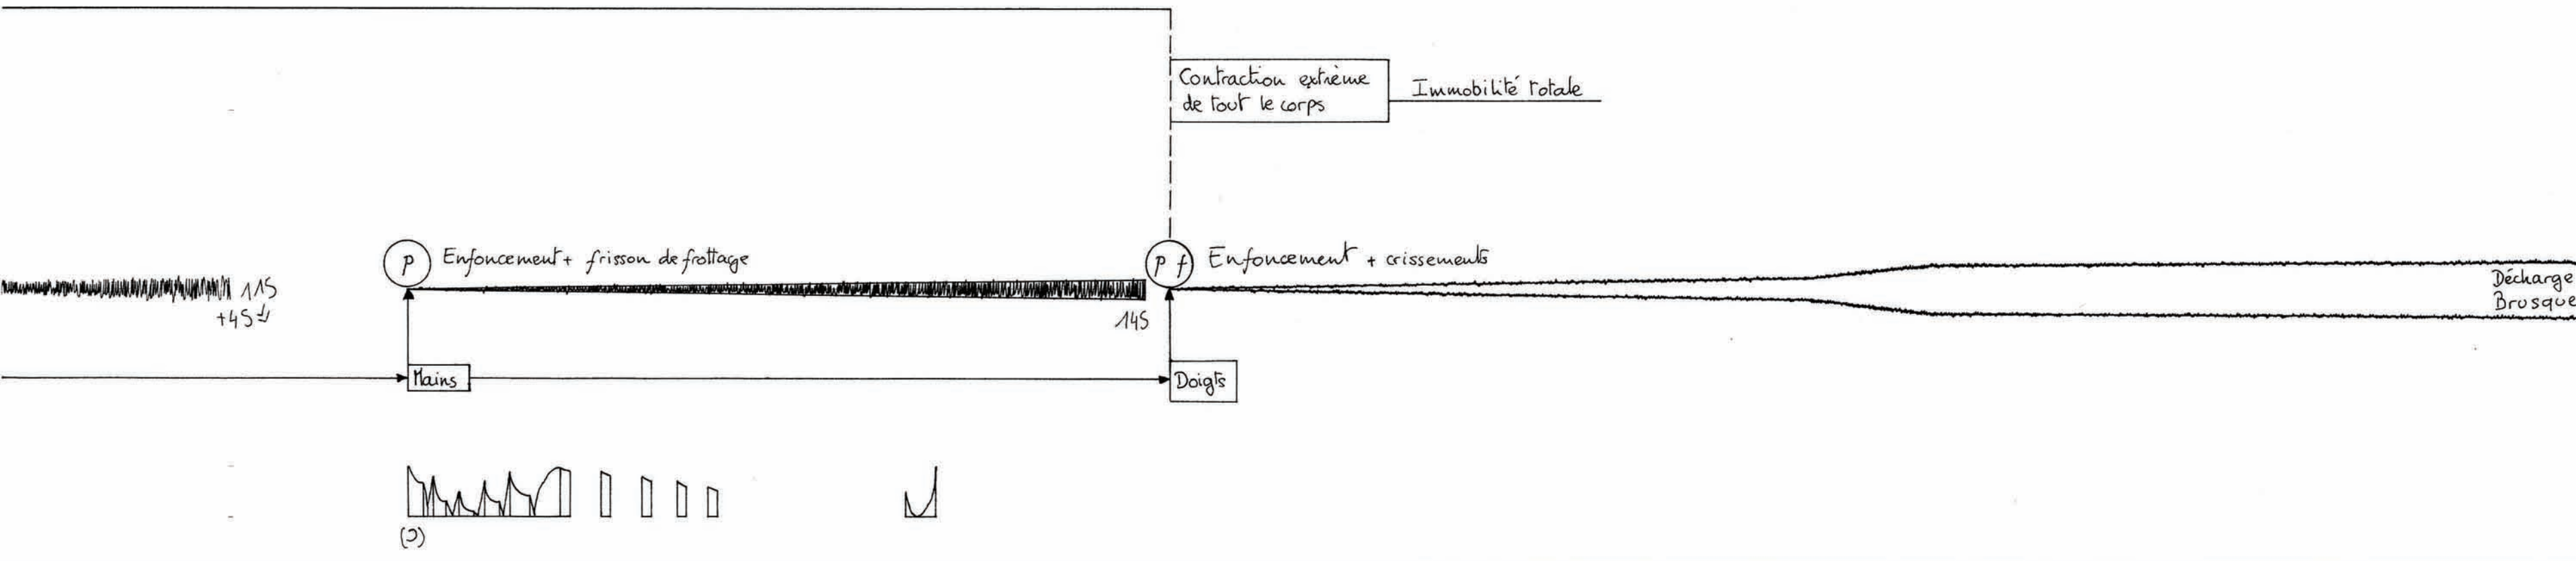 Contraction extrème
de tout le corps
Immobilité totale
P
Enfoncement + frisson de frottage
P f
Enfoncement + crissements
11S
+4S
14S
Décharge
Brusque
Mains
Doigts